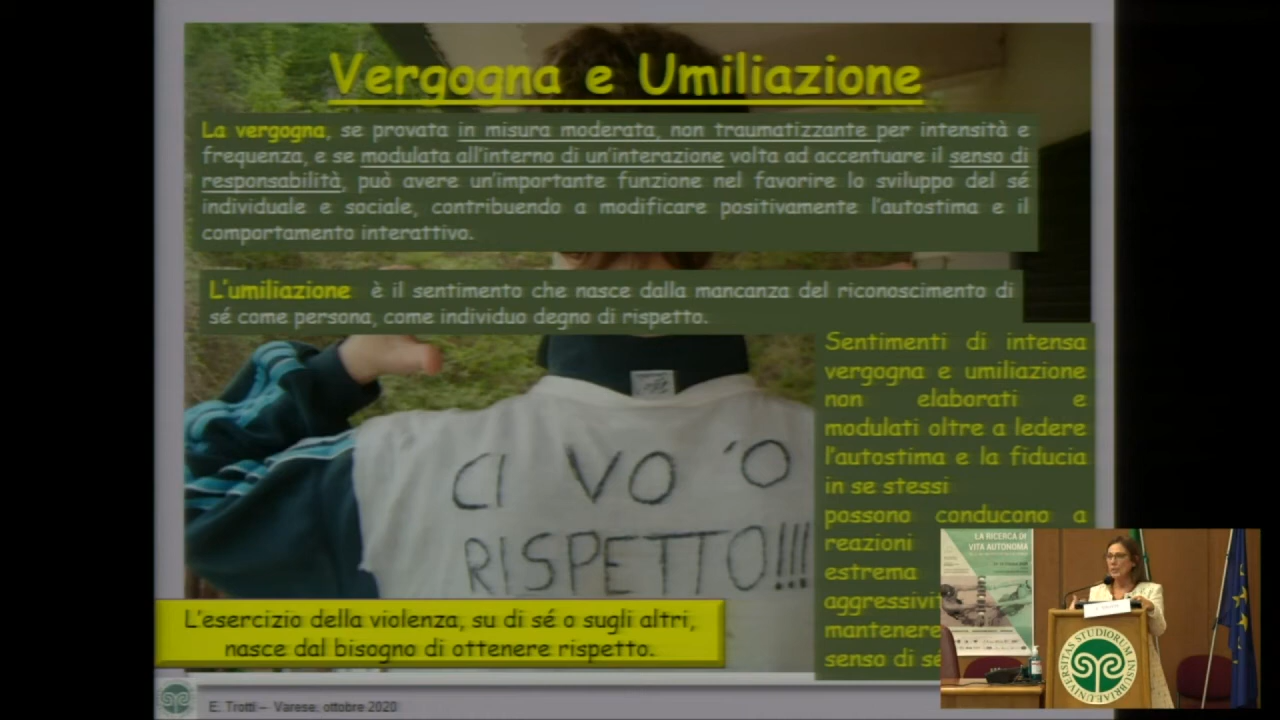 Vergogna e Umiliazione
La vergogna, se provata in misura moderata, non traumatizzante per intensità e
frequenza, e se modulata all'interno di un'interazione volta ad accentuare il senso di
responsabilità, può avere un'importante funzione nel favorire lo sviluppo del sé
individuale e sociale, contribuendo a modificare positivamente l'autostima e il
comportamento interattivo.
L'umiliazione è il sentimento che nasce dalla mancanza del riconoscimento di
sé come persona, come individuo degno di rispetto.
Sentimenti di intensa
vergogna e umiliazione
non elaborati e
modulati oltre a ledere
l'autostima e la fiducia
in se stessi
possono conducono a
reazioni
estrema
aggressivit
mantenere
senso di sé
CI VO 'O
RISPETTO!!!
L'esercizio della violenza, su di sé o sugli altri,
nasce dal bisogno di ottenere rispetto.
E. Trotti – Varese: ottobre 2020
LA RICERCA DI
VITA AUTONOMA
UNIVERSITAS STUDIORUM INSUBRIAE